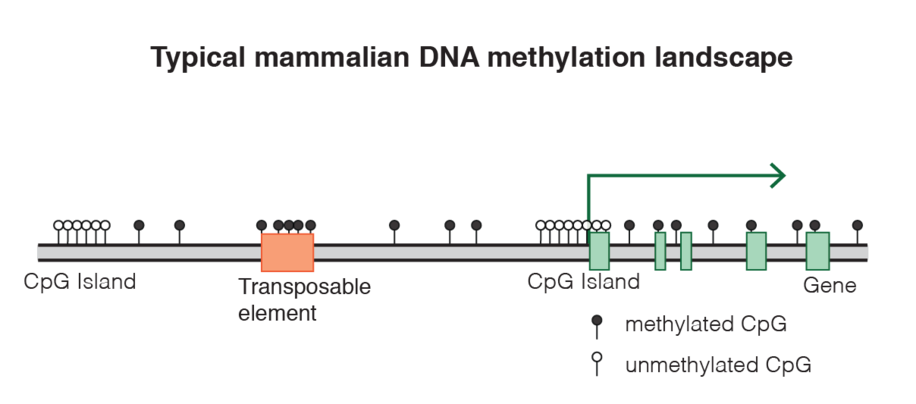 Typical mammalian DNA methylation landscape
CpG Island
Transposable
element
CpG Island
Gene
methylated CpG
unmethylated CpG